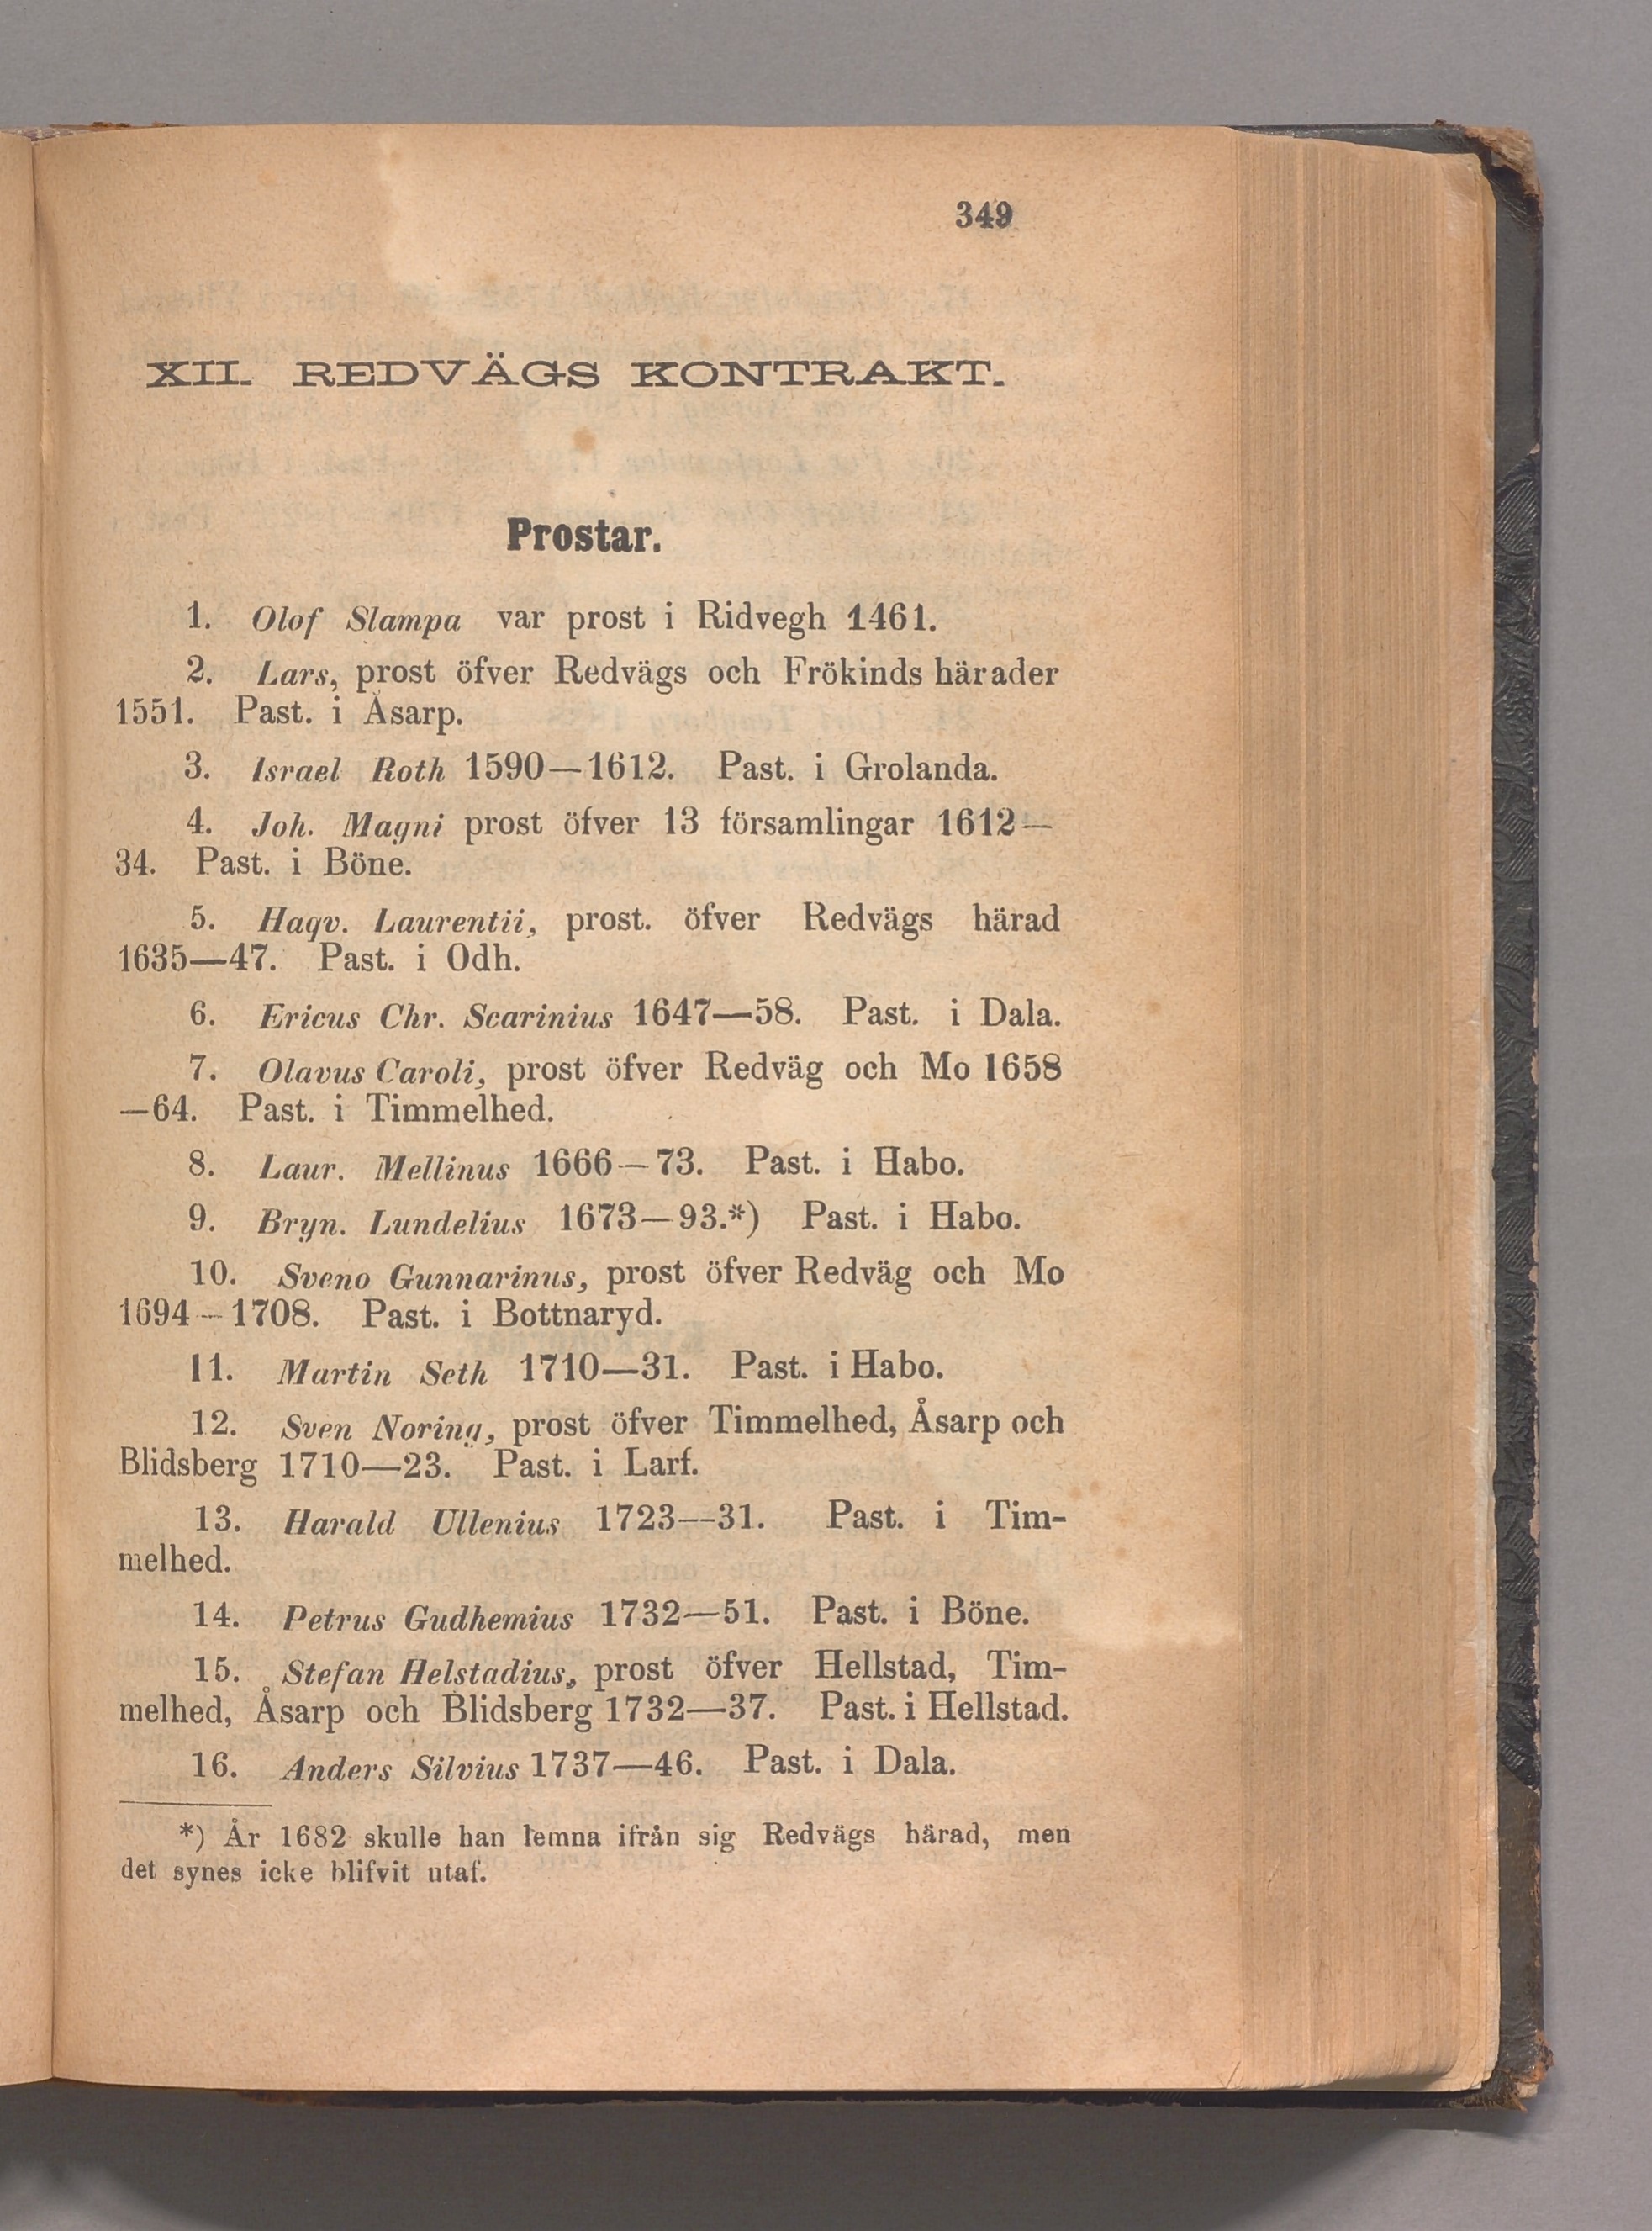 349
XII. REDVÄGS KONTRAKT.
Prostar.
1. Olof Slampa var prost i Ridvegh 1461.
2. Lars, prost öfver Redvägs och Frökinds härader
1551. Past. i Åsarp.
3. Israel Roth 1590—1612. Past. i Grolanda.
4. Joh. Magni prost öfver 13 församlingar 1612—
34. Past. i Böne.
5. Haqv. Laurentii, prost. öfver Redvägs härad
1635—47. Past. i Odh.
6. Ericus Chr. Scarinius 1647—58. Past. i Dala.
7. Olavus Caroli, prost öfver Redväg och Mo 1658
—64. Past. i Timmelhed.
8. Laur. Mellinus 1666—73. Past. i Habo.
9. Bryn. Lundelius 1673—93.*) Past. i Habo.
10. Sveno Gunnarinus, prost öfver Redväg och Mo
1694—1708. Past. i Bottnaryd.
11. Martin Seth 1710—31. Past. i Habo.
12. Sven Noring, prost öfver Timmelhed, Åsarp och
Blidsberg 1710—23. Past. i Larf.
13. Harald Ullenius 1723—31. Past. i Tim-
melhed.
14. Petrus Gudhemius 1732—51. Past. i Böne.
15. Stefan Helstadius, prost öfver Hellstad, Tim-
melhed, Åsarp och Blidsberg 1732—37. Past. i Hellstad.
16. Anders Silvius 1737—46. Past. i Dala.
*) År 1682 skulle han lemna ifrån sig Redvägs härad, men
det synes icke blifvit utaf.